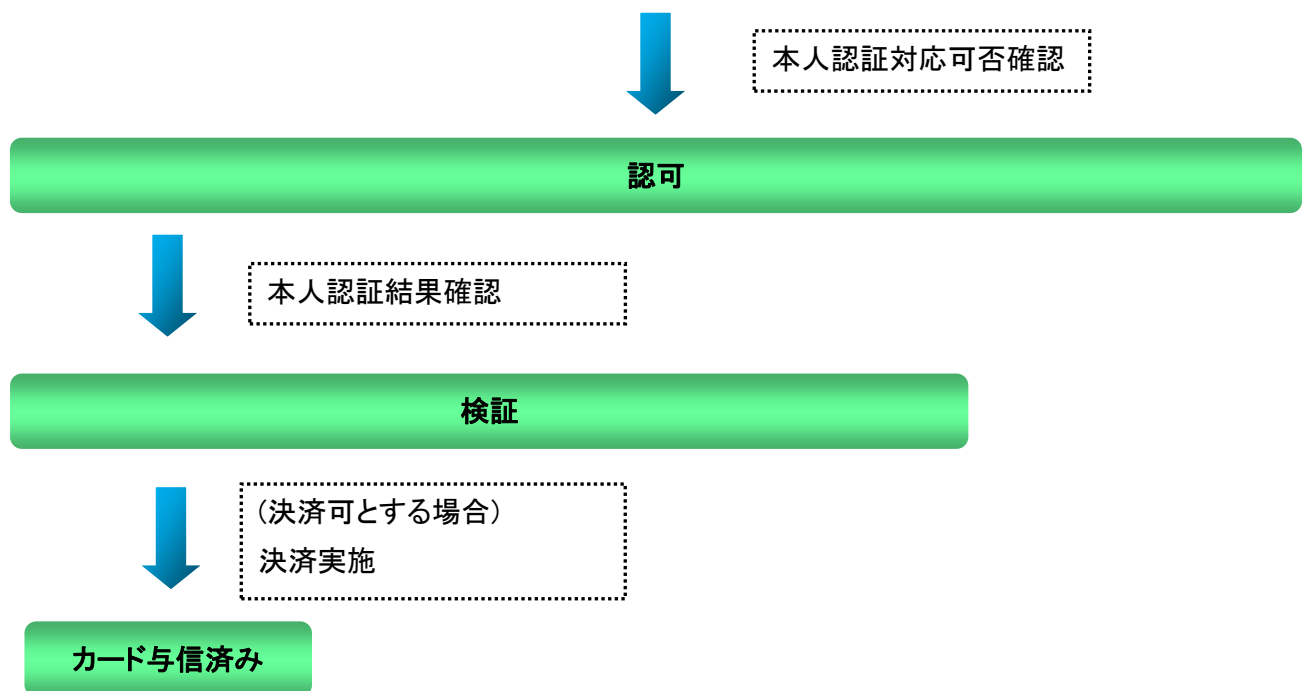 本人認証対応可否確認
認可
本人認証結果確認
検証
(決済可とする場合)
決済実施
カード与信済み